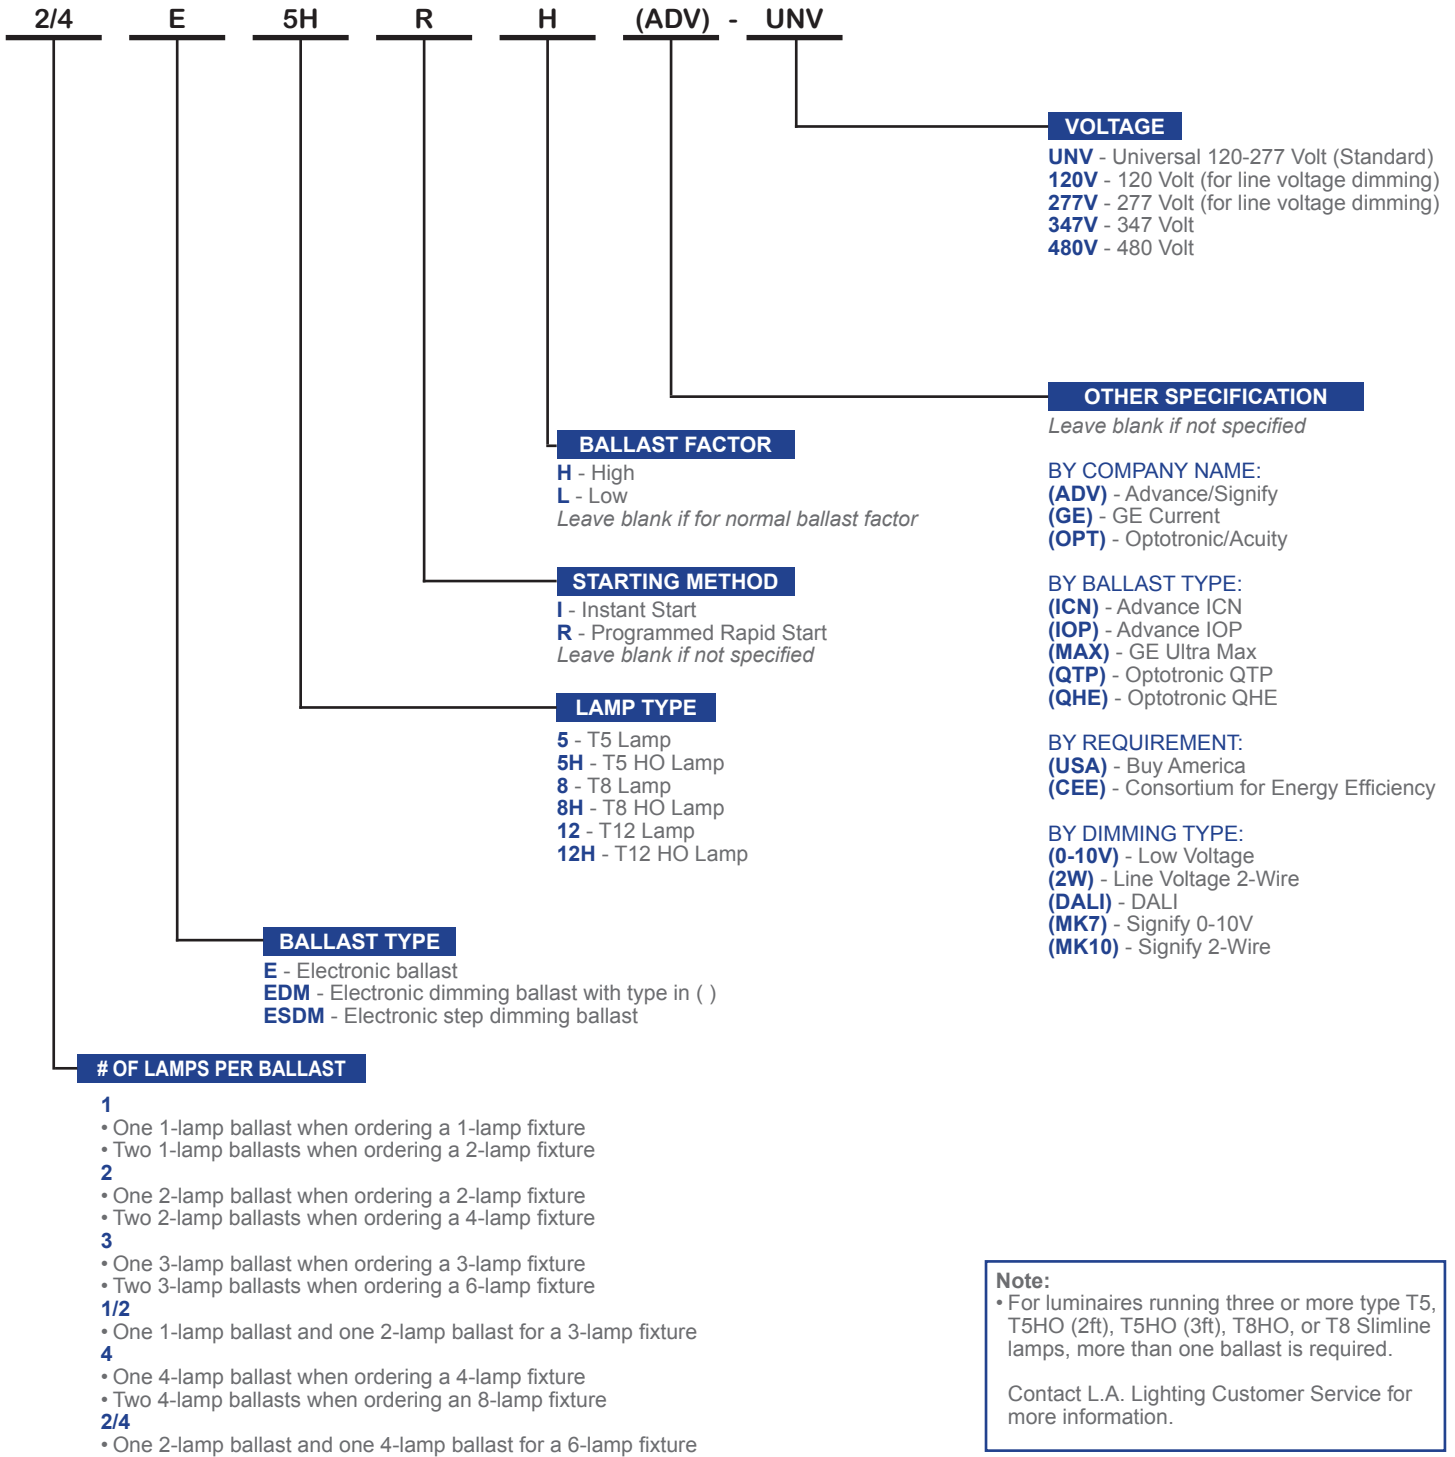 2/4 E 5H R H (ADV) - UNV
VOLTAGE
UNV - Universal 120-277 Volt (Standard)
120V - 120 Volt (for line voltage dimming)
277V - 277 Volt (for line voltage dimming)
347V - 347 Volt
480V - 480 Volt
OTHER SPECIFICATION
Leave blank if not specified
BY COMPANY NAME:
(ADV) - Advance/Signify
(GE) - GE Current
(OPT) - Optotronic/Acuity
BY BALLAST TYPE:
(ICN) - Advance ICN
(IOP) - Advance IOP
(MAX) - GE Ultra Max
(QTP) - Optotronic QTP
(QHE) - Optotronic QHE
BY REQUIREMENT:
(USA) - Buy America
(CEE) - Consortium for Energy Efficiency
BY DIMMING TYPE:
(0-10V) - Low Voltage
(2W) - Line Voltage 2-Wire
(DALI) - DALI
(MK7) - Signify 0-10V
(MK10) - Signify 2-Wire
BALLAST FACTOR
H - High
L - Low
Leave blank if for normal ballast factor
STARTING METHOD
I - Instant Start
R - Programmed Rapid Start
Leave blank if not specified
LAMP TYPE
5 - T5 Lamp
5H - T5 HO Lamp
8 - T8 Lamp
8H - T8 HO Lamp
12 - T12 Lamp
12H - T12 HO Lamp
BALLAST TYPE
E - Electronic ballast
EDM - Electronic dimming ballast with type in ( )
ESDM - Electronic step dimming ballast
# OF LAMPS PER BALLAST
1
• One 1-lamp ballast when ordering a 1-lamp fixture
• Two 1-lamp ballasts when ordering a 2-lamp fixture
2
• One 2-lamp ballast when ordering a 2-lamp fixture
• Two 2-lamp ballasts when ordering a 4-lamp fixture
3
• One 3-lamp ballast when ordering a 3-lamp fixture
• Two 3-lamp ballasts when ordering a 6-lamp fixture
1/2
• One 1-lamp ballast and one 2-lamp ballast for a 3-lamp fixture
4
• One 4-lamp ballast when ordering a 4-lamp fixture
• Two 4-lamp ballasts when ordering an 8-lamp fixture
2/4
• One 2-lamp ballast and one 4-lamp ballast for a 6-lamp fixture
Note:
• For luminaires running three or more type T5,
T5HO (2ft), T5HO (3ft), T8HO, or T8 Slimline
lamps, more than one ballast is required.
Contact L.A. Lighting Customer Service for
more information.